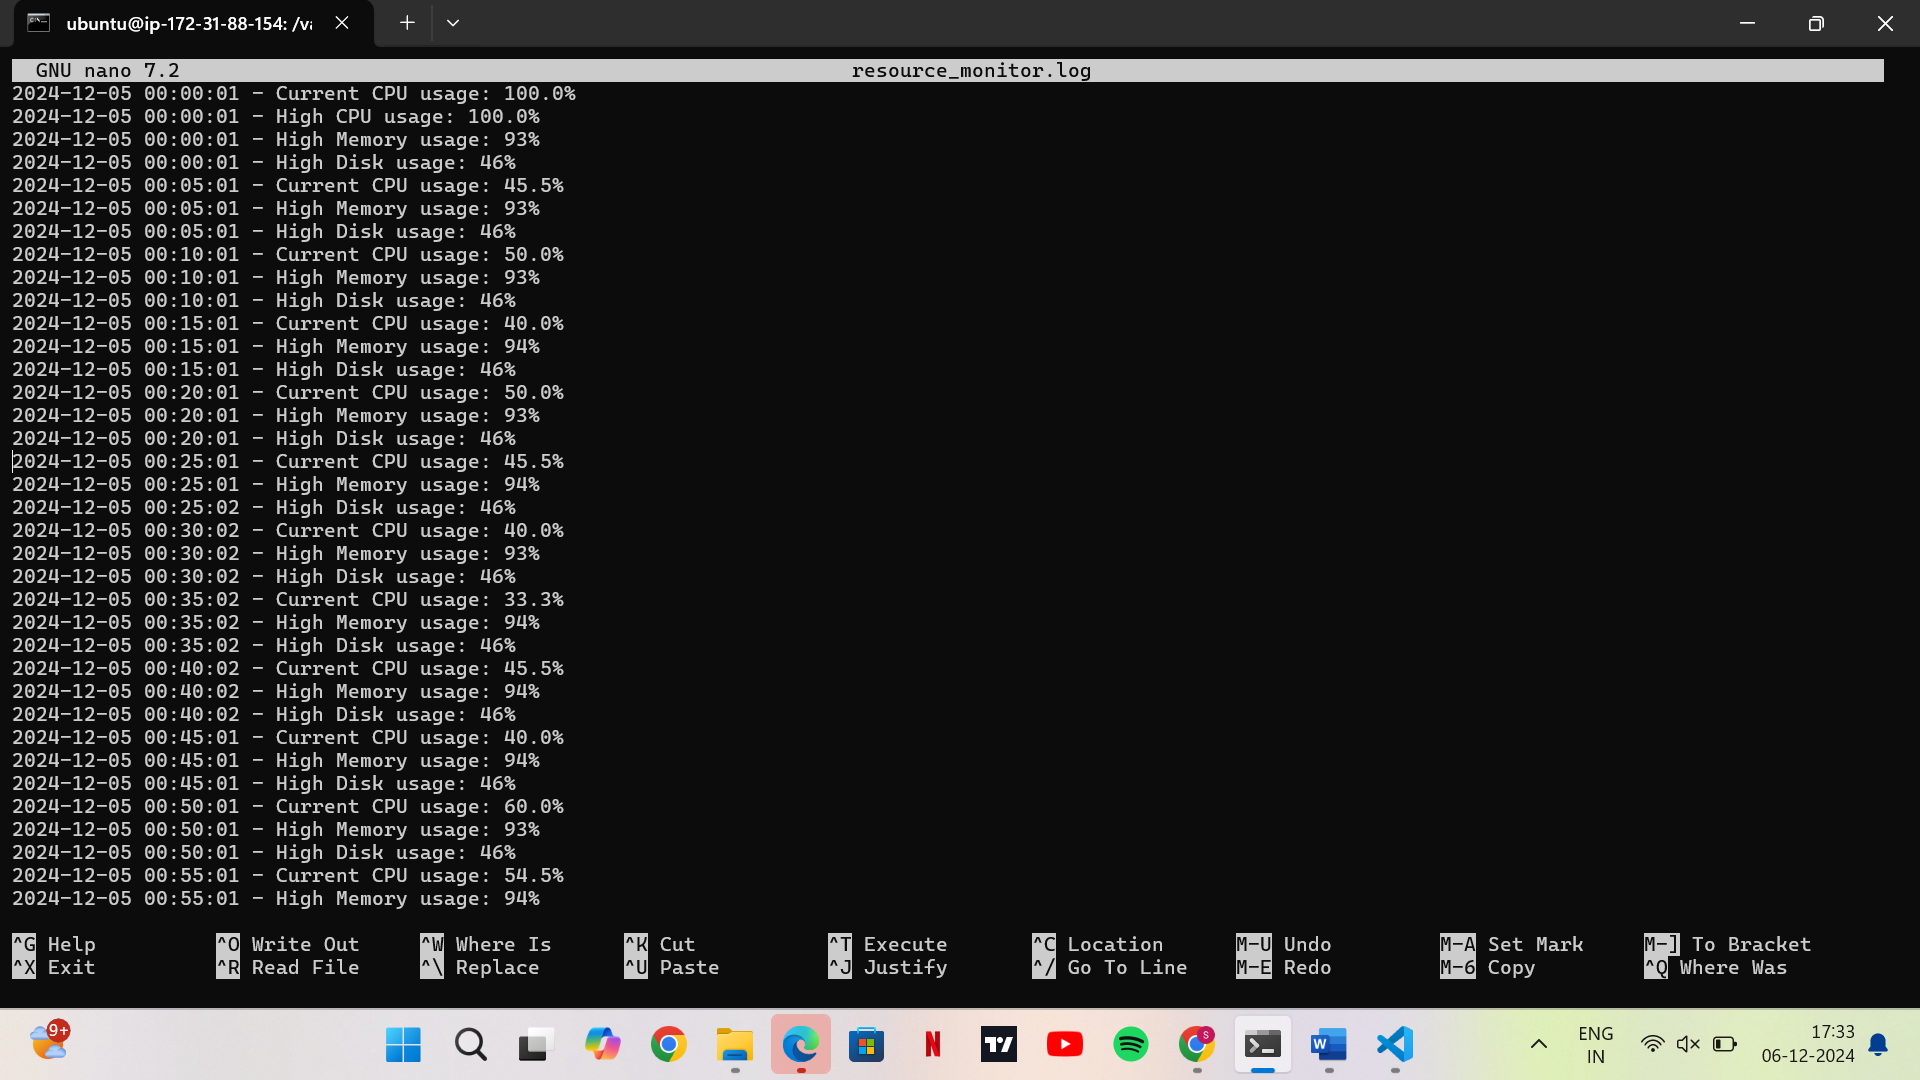 ubuntu@ip-172-31-88-154: /va
GNU nano 7.2 resource_monitor.log
2024-12-05 00:00:01 - Current CPU usage: 100.0%
2024-12-05 00:00:01 - High CPU usage: 100.0%
2024-12-05 00:00:01 - High Memory usage: 93%
2024-12-05 00:00:01 - High Disk usage: 46%
2024-12-05 00:05:01 - Current CPU usage: 45.5%
2024-12-05 00:05:01 - High Memory usage: 93%
2024-12-05 00:05:01 - High Disk usage: 46%
2024-12-05 00:10:01 - Current CPU usage: 50.0%
2024-12-05 00:10:01 - High Memory usage: 93%
2024-12-05 00:10:01 - High Disk usage: 46%
2024-12-05 00:15:01 - Current CPU usage: 40.0%
2024-12-05 00:15:01 - High Memory usage: 94%
2024-12-05 00:15:01 - High Disk usage: 46%
2024-12-05 00:20:01 - Current CPU usage: 50.0%
2024-12-05 00:20:01 - High Memory usage: 93%
2024-12-05 00:20:01 - High Disk usage: 46%
2024-12-05 00:25:01 - Current CPU usage: 45.5%
2024-12-05 00:25:01 - High Memory usage: 94%
2024-12-05 00:25:02 - High Disk usage: 46%
2024-12-05 00:30:02 - Current CPU usage: 40.0%
2024-12-05 00:30:02 - High Memory usage: 93%
2024-12-05 00:30:02 - High Disk usage: 46%
2024-12-05 00:35:02 - Current CPU usage: 33.3%
2024-12-05 00:35:02 - High Memory usage: 94%
2024-12-05 00:35:02 - High Disk usage: 46%
2024-12-05 00:40:02 - Current CPU usage: 45.5%
2024-12-05 00:40:02 - High Memory usage: 94%
2024-12-05 00:40:02 - High Disk usage: 46%
2024-12-05 00:45:01 - Current CPU usage: 40.0%
2024-12-05 00:45:01 - High Memory usage: 94%
2024-12-05 00:45:01 - High Disk usage: 46%
2024-12-05 00:50:01 - Current CPU usage: 60.0%
2024-12-05 00:50:01 - High Memory usage: 93%
2024-12-05 00:50:01 - High Disk usage: 46%
2024-12-05 00:55:01 - Current CPU usage: 54.5%
2024-12-05 00:55:01 - High Memory usage: 94%
^G Help ^O Write Out ^W Where Is ^K Cut ^T Execute ^C Location M-U Undo M-A Set Mark M-] To Bracket
^X Exit ^R Read File ^\ Replace ^U Paste ^J Justify ^/ Go To Line M-E Redo M-6 Copy ^Q Where Was
9+
N
S
W
ENG
IN
17:33
06-12-2024